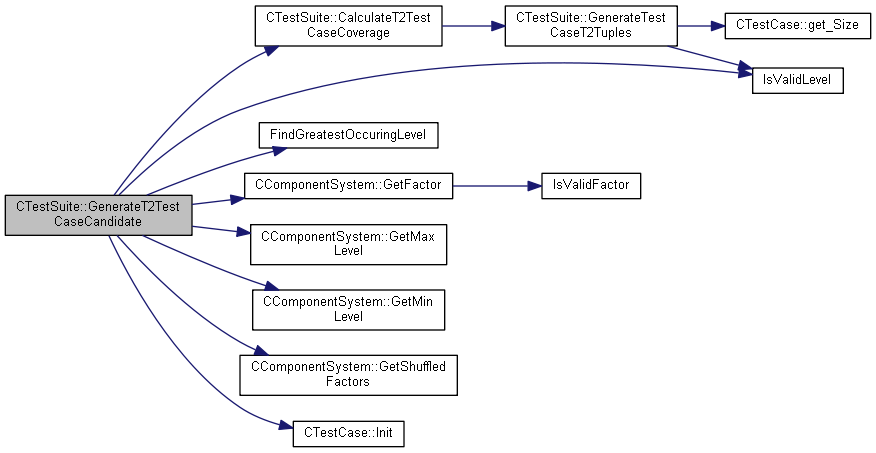 CTestSuite::CalculateT2Test
CaseCoverage
CTestSuite::GenerateTest
CaseT2Tuples
CTestCase::get_Size
IsValidLevel
FindGreatestOccuringLevel
CComponentSystem::GetFactor
IsValidFactor
CTestSuite::GenerateT2Test
CaseCandidate
CComponentSystem::GetMax
Level
CComponentSystem::GetMin
Level
CComponentSystem::GetShuffled
Factors
CTestCase::Init